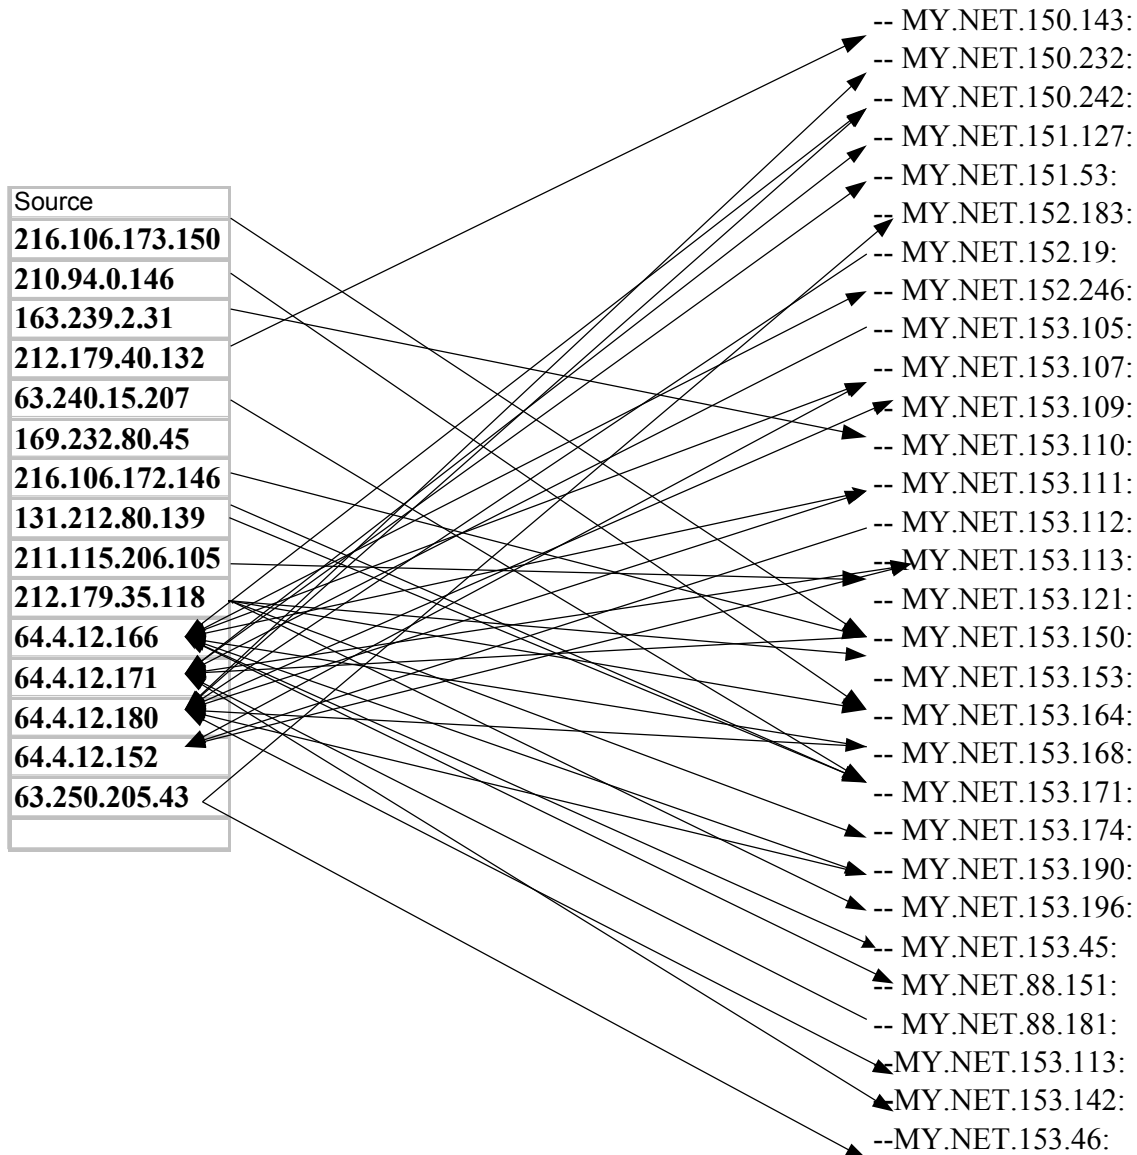 Source
216.106.173.150
210.94.0.146
163.239.2.31
212.179.40.132
63.240.15.207
169.232.80.45
216.106.172.146
131.212.80.139
211.115.206.105
212.179.35.118
64.4.12.166
64.4.12.171
64.4.12.180
64.4.12.152
63.250.205.43
-- MY.NET.150.143:
-- MY.NET.150.232:
-- MY.NET.150.242:
-- MY.NET.151.127:
-- MY.NET.151.53:
-- MY.NET.152.183:
-- MY.NET.152.19:
-- MY.NET.152.246:
-- MY.NET.153.105:
-- MY.NET.153.107:
-- MY.NET.153.109:
-- MY.NET.153.110:
-- MY.NET.153.111:
-- MY.NET.153.112:
--MY.NET.153.113:
-- MY.NET.153.121:
-- MY.NET.153.150:
-- MY.NET.153.153:
-- MY.NET.153.164:
-- MY.NET.153.168:
-- MY.NET.153.171:
-- MY.NET.153.174:
-- MY.NET.153.190:
-- MY.NET.153.196:
-- MY.NET.153.45:
-- MY.NET.88.151:
-- MY.NET.88.181:
--MY.NET.153.113:
--MY.NET.153.142:
--MY.NET.153.46: